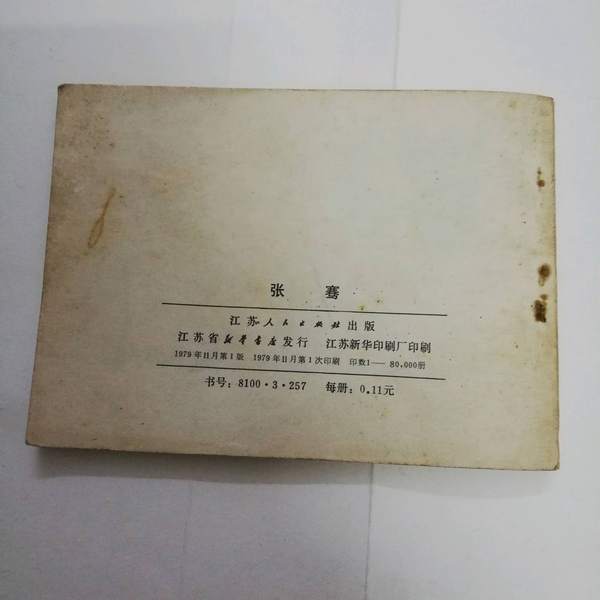 张骞
江苏人民出版社出版
江苏省新华书店发行 江苏新华印刷厂印刷
1979年11月第1版 1979年11月第1次印刷 印数1——80,000册
书号：8100·3·257 每册：0.11元